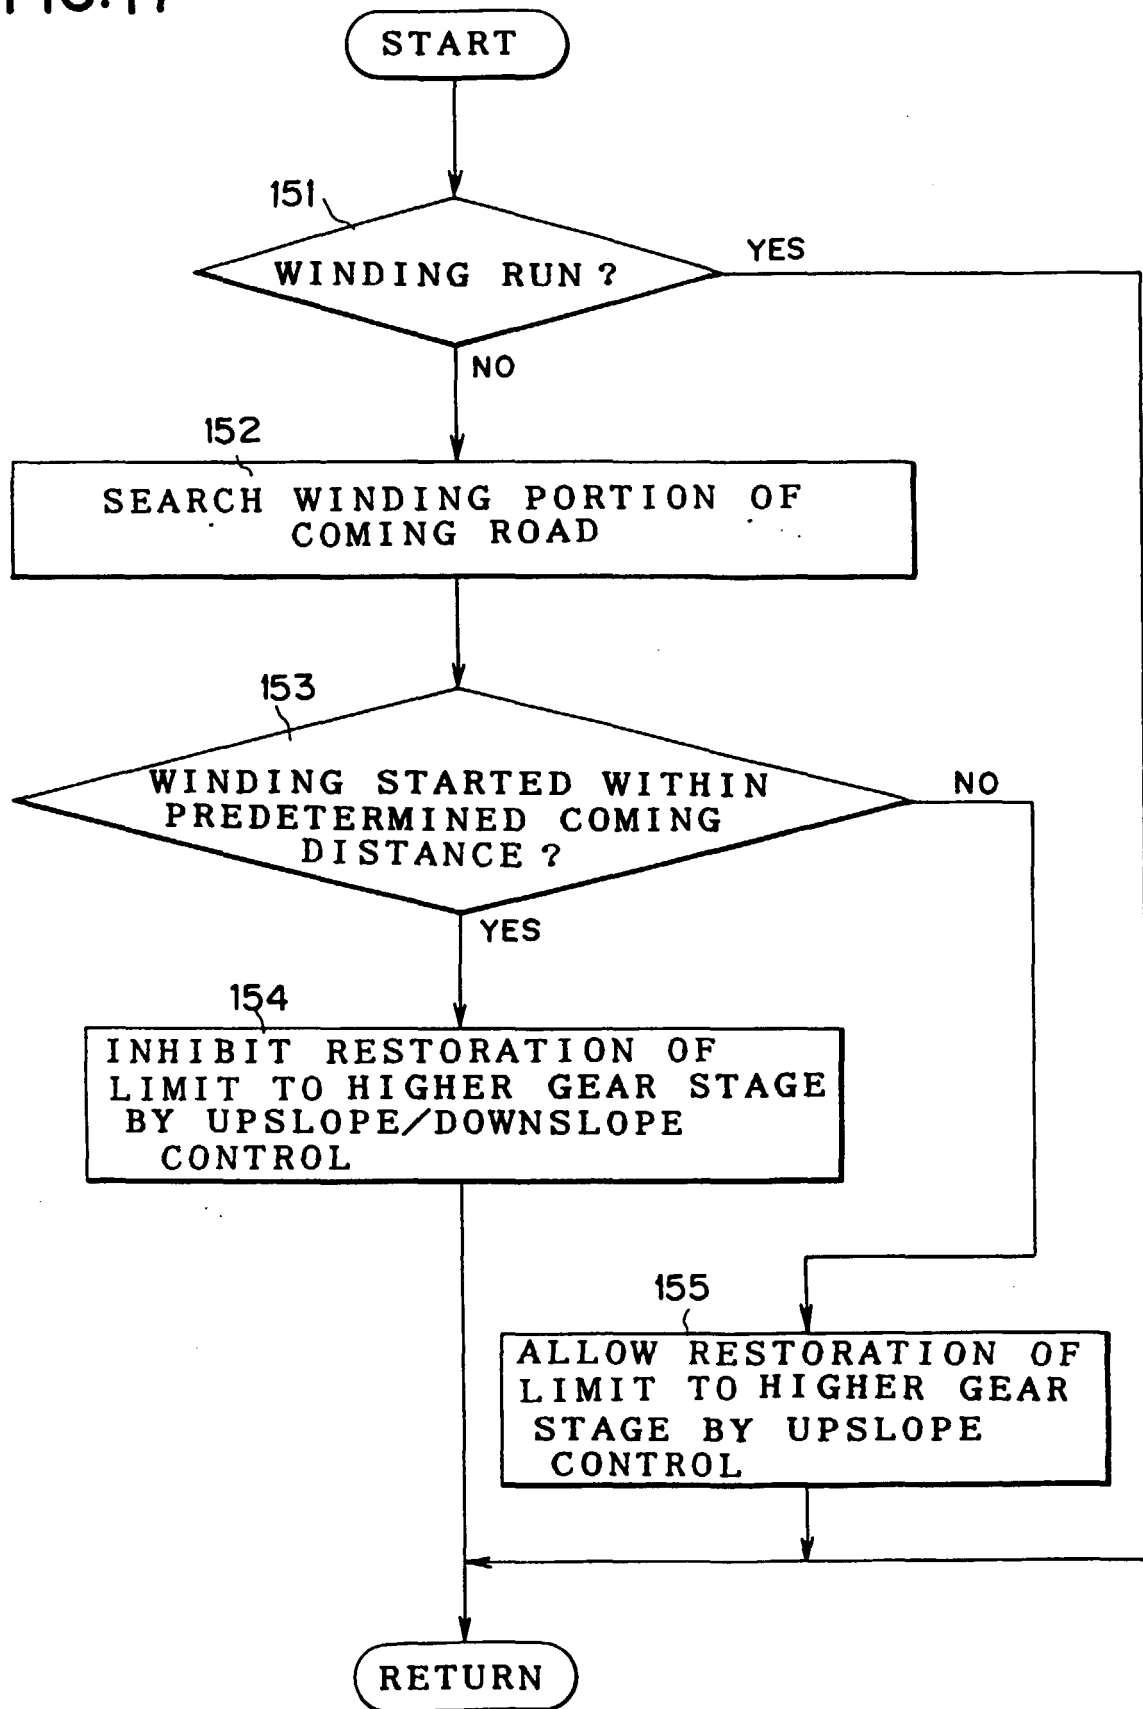 START
151
WINDING RUN?
YES
NO
152
SEARCH WINDING PORTION OF
COMING ROAD
153
WINDING STARTED WITHIN
PREDETERMINED COMING
DISTANCE?
NO
YES
154
INHIBIT RESTORATION OF
LIMIT TO HIGHER GEAR STAGE
BY UPSLOPE/DOWNSLOPE
CONTROL
155
ALLOW RESTORATION OF
LIMIT TO HIGHER GEAR
STAGE BY UPSLOPE
CONTROL
RETURN